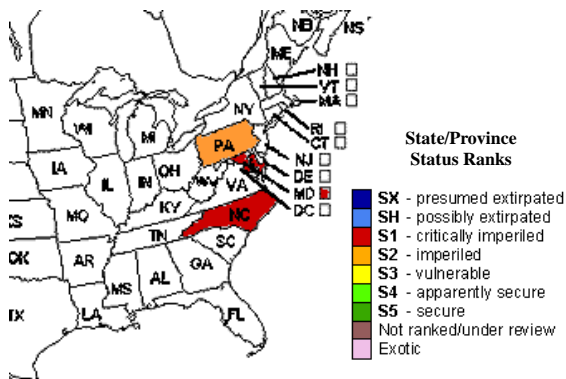 NB
NS
ME
NH
VT
MA
NY
RI
CT
NJ
DE
MD
DC
MN
WI
MI
PA
IA
IL
IN
OH
WV
VA
KY
MO
NC
TN
SC
OK
AR
MS
AL
GA
TX
LA
FL
State/Province
Status Ranks
SX - presumed extirpated
SH - possibly extirpated
S1 - critically imperiled
S2 - imperiled
S3 - vulnerable
S4 - apparently secure
S5 - secure
Not ranked/under review
Exotic